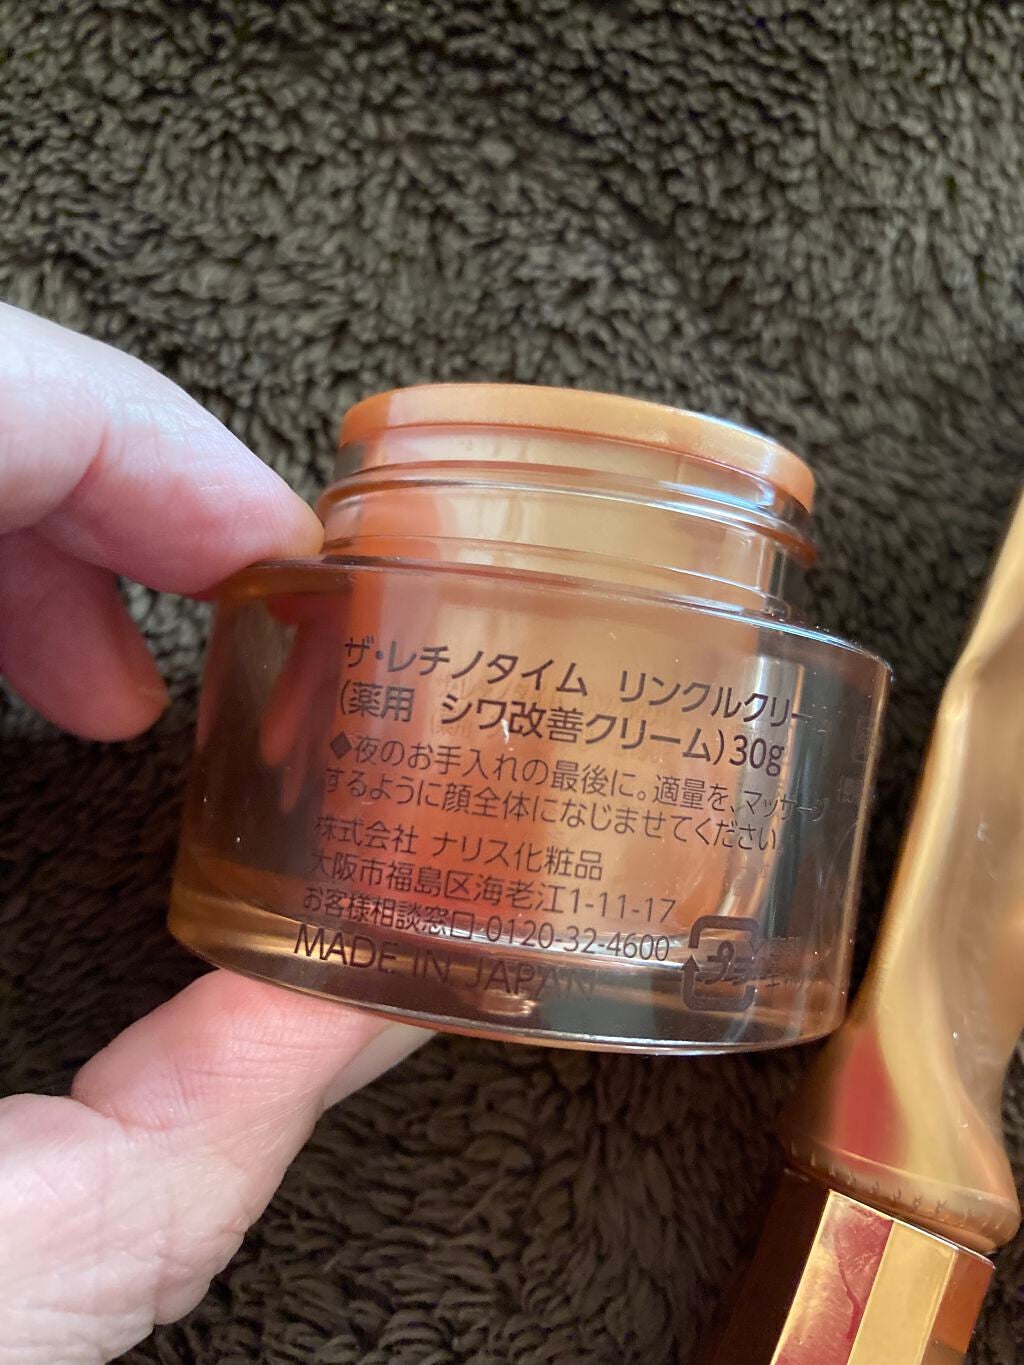 ザ・レチノタイム リンクルクリー
(薬用 シワ改善クリーム)30g
◆夜のお手入れの最後に。適量を、マッサージ
するように顔全体になじませてください。
株式会社 ナリス化粧品
大阪市福島区海老江1-11-17
お客様相談窓口 0120-32-4600
MADE IN JAPAN
プラ